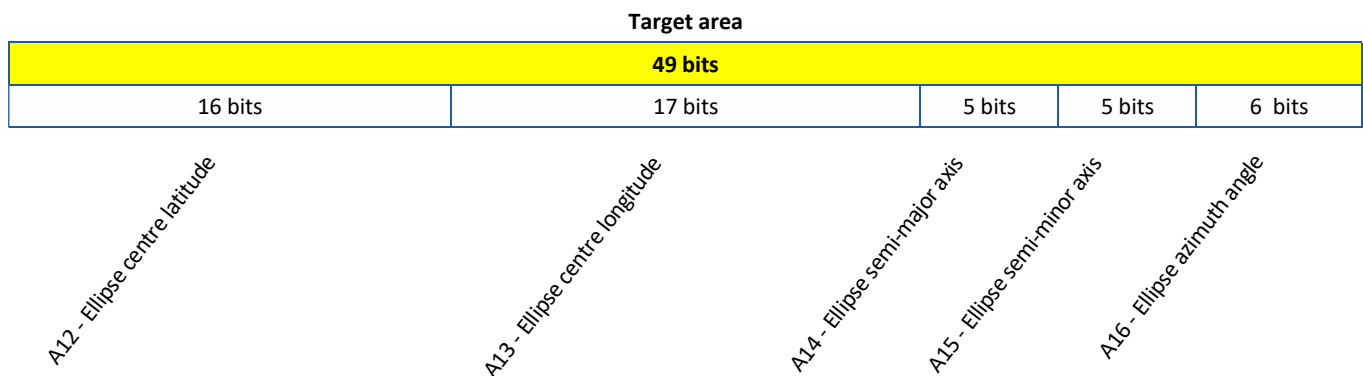 Target area
49 bits
16 bits
17 bits
5 bits
5 bits
6 bits
A12 - Ellipse centre latitude
A13 - Ellipse centre longitude
A14 - Ellipse semi-major axis
A15 - Ellipse semi-minor axis
A16 - Ellipse azimuth angle